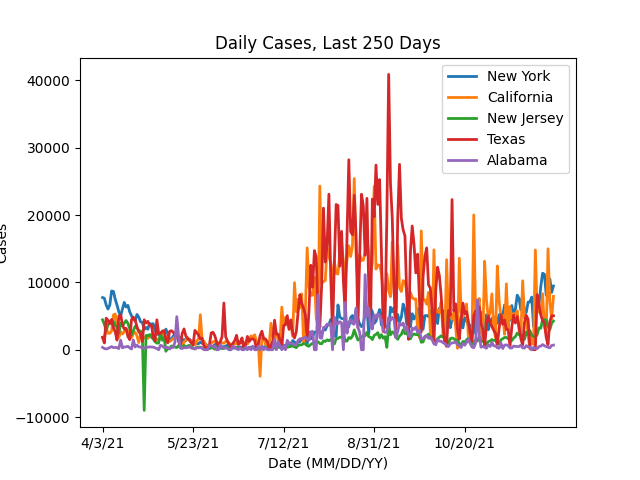 Daily Cases, Last 250 Days
40000
30000
20000
10000
0
−10000
Cases
New York
California
New Jersey
Texas
Alabama
4/3/21 5/23/21 7/12/21 8/31/21 10/20/21
Date (MM/DD/YY)